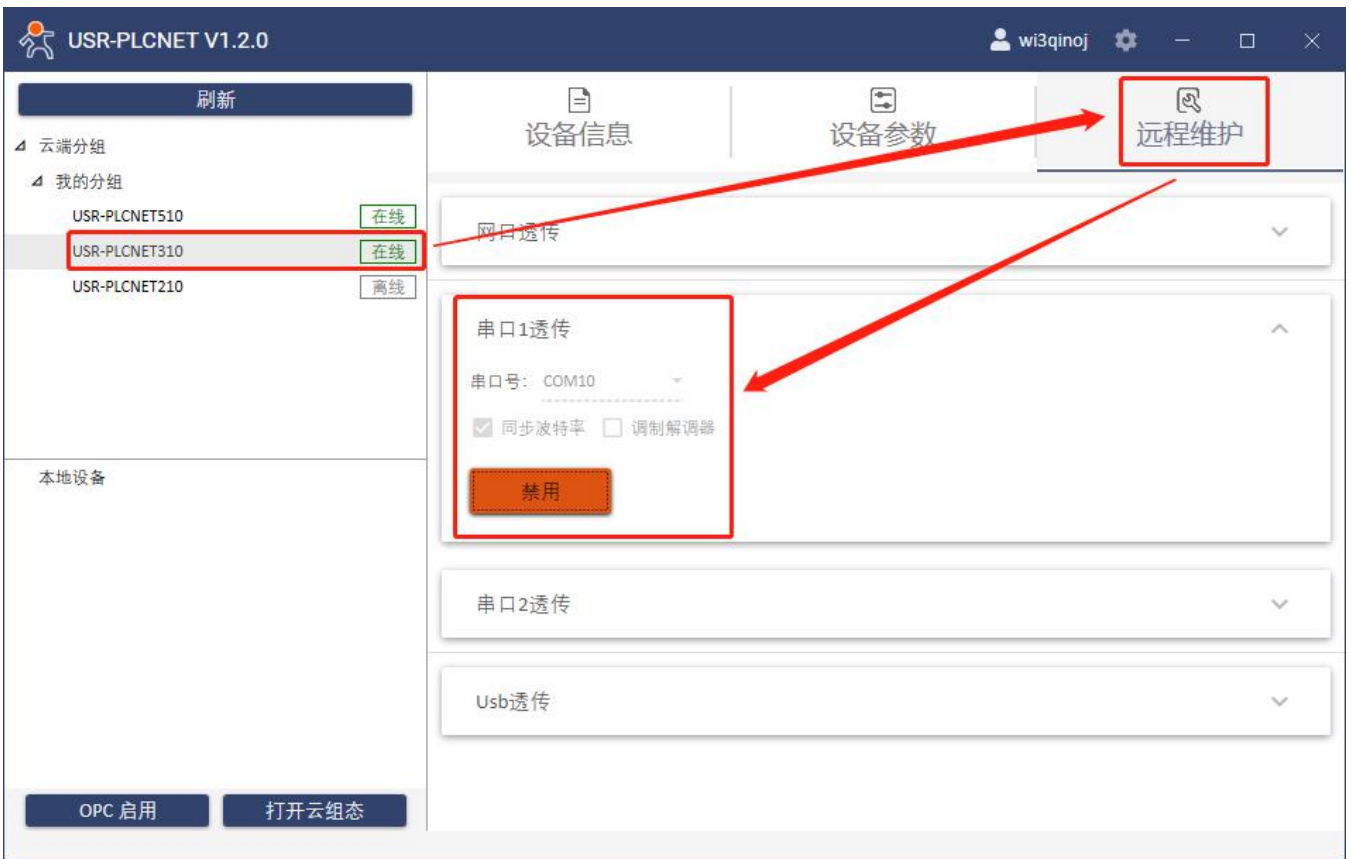 USR-PLCNET V1.2.0
wi3qinoj
刷新
云端分组
我的分组
USR-PLCNET510 在线
USR-PLCNET310 在线
USR-PLCNET210 离线
本地设备
OPC 启用
打开云组态
设备信息
设备参数
远程维护
网口透传
串口1透传
串口号: COM10
同步波特率 调制解调器
禁用
串口2透传
Usb透传